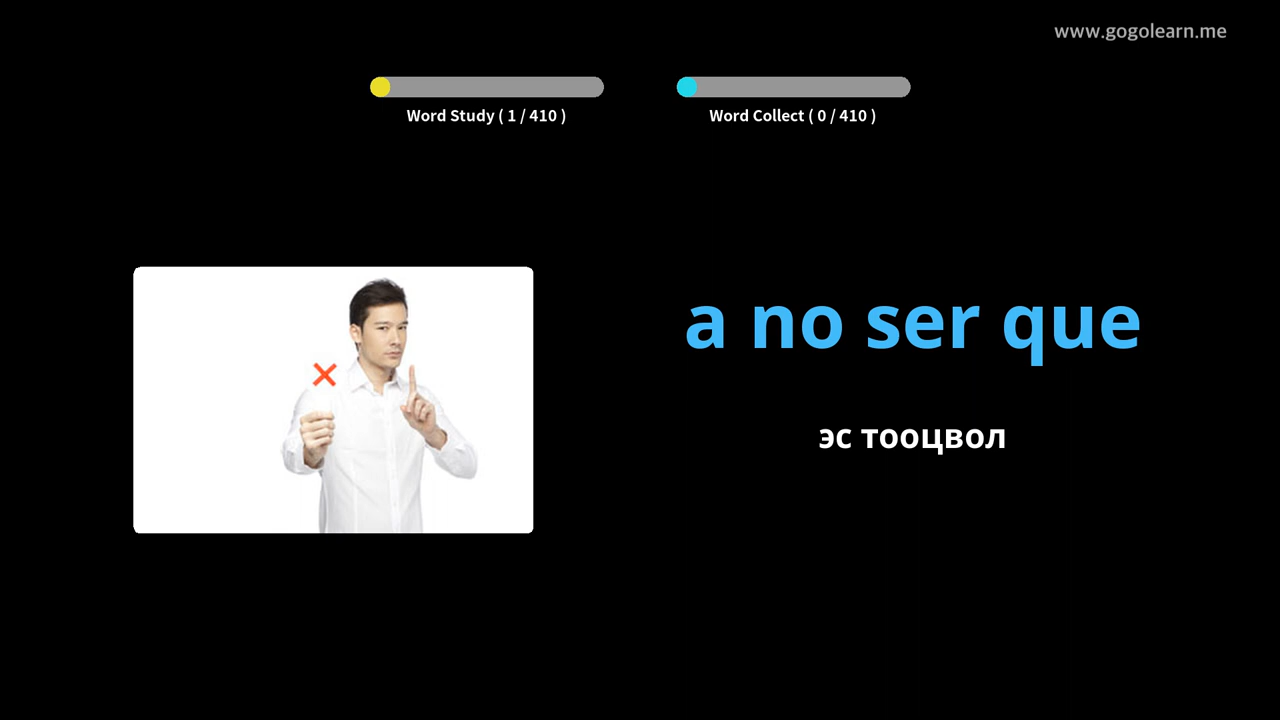 www.gogolearn.me
Word Study ( 1 / 410 )
Word Collect ( 0 / 410 )
a no ser que
эс тооцвол